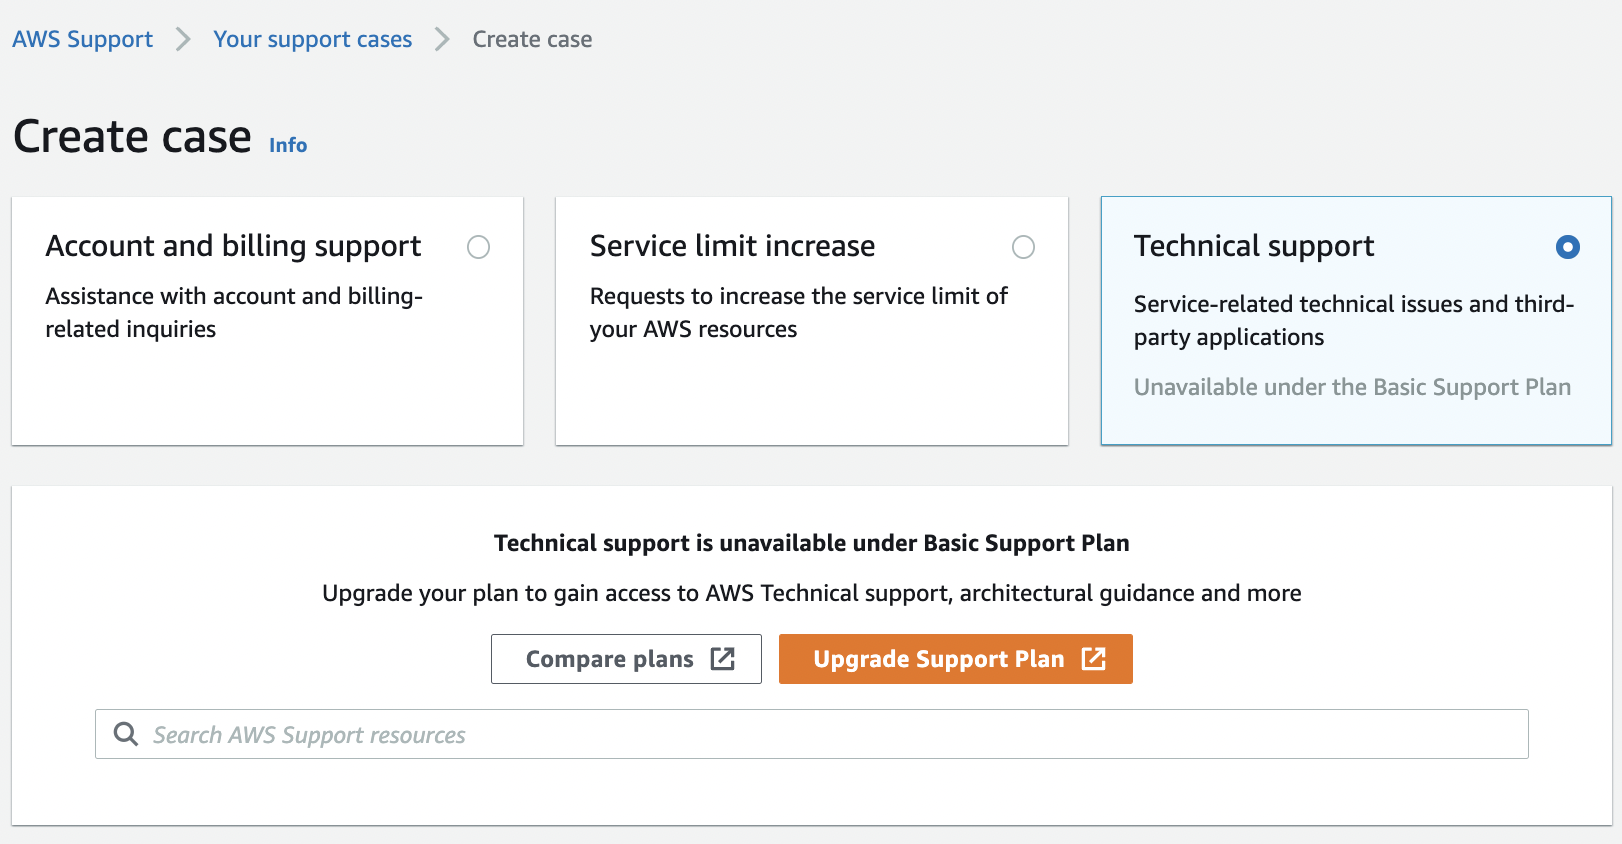 AWS Support > Your support cases > Create case
Create case Info
Account and billing support
Assistance with account and billing-
related inquiries
Service limit increase
Requests to increase the service limit of
your AWS resources
Technical support
Service-related technical issues and third-
party applications
Unavailable under the Basic Support Plan
Technical support is unavailable under Basic Support Plan
Upgrade your plan to gain access to AWS Technical support, architectural guidance and more
Compare plans
Upgrade Support Plan
Search AWS Support resources